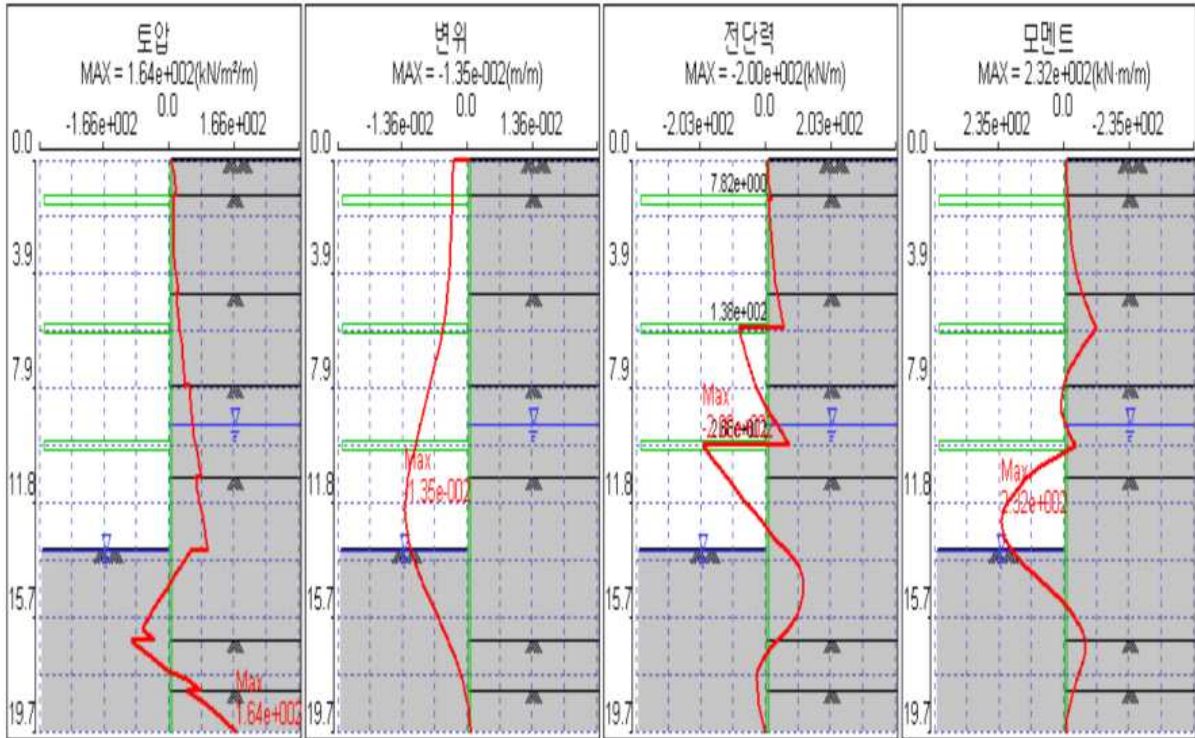 토압
MAX = 1.64e+002(kN/m²/m)
0.0
-1.66e+002 1.66e+002
0.0
3.9
7.9
11.8
15.7
19.7
Max
1.64e+002
변위
MAX = -1.35e-002(m/m)
0.0
-1.36e-002 1.36e-002
0.0
3.9
7.9
11.8
15.7
19.7
Max
1.35e-002
전단력
MAX = -2.00e+002(kN/m)
0.0
-2.03e+002 2.03e+002
0.0
3.9
7.9
11.8
15.7
19.7
7.82e+000
1.38e+002
Max
모멘트
MAX = 2.32e+002(kN·m/m)
0.0
2.35e+002 -2.35e+002
0.0
3.9
7.9
11.8
15.7
19.7
Max
2.32e+002